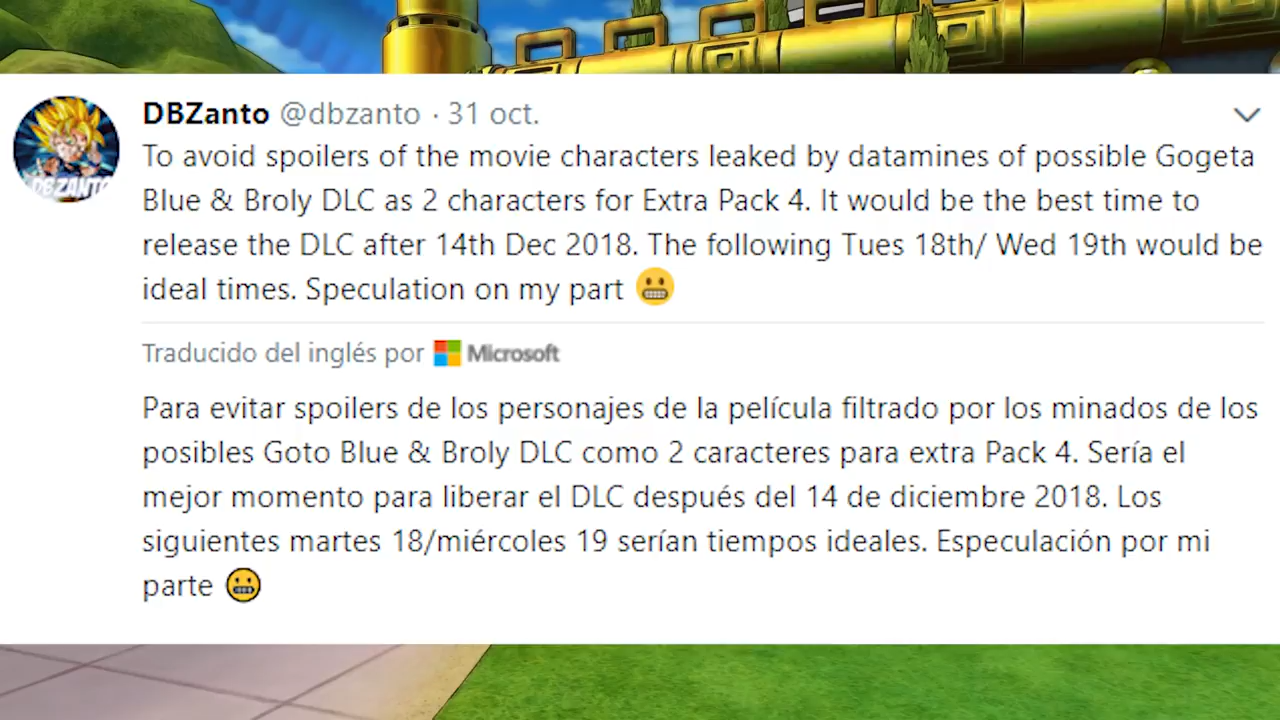 DBZanto @dbzanto · 31 oct.
To avoid spoilers of the movie characters leaked by datamines of possible Gogeta
Blue & Broly DLC as 2 characters for Extra Pack 4. It would be the best time to
release the DLC after 14th Dec 2018. The following Tues 18th/ Wed 19th would be
ideal times. Speculation on my part 😬
DBZANTO
Traducido del inglés por Microsoft
Para evitar spoilers de los personajes de la película filtrado por los minados de los
posibles Goto Blue & Broly DLC como 2 caracteres para extra Pack 4. Sería el
mejor momento para liberar el DLC después del 14 de diciembre 2018. Los
siguientes martes 18/miércoles 19 serían tiempos ideales. Especulación por mi
parte 😬